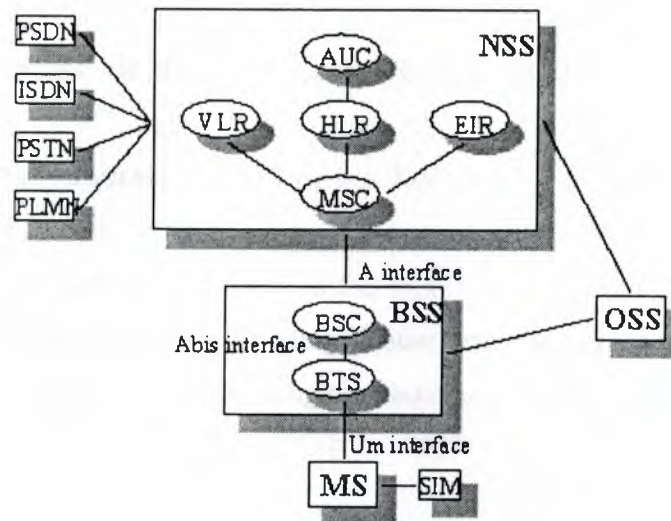 PSDN
ISDN
PSTN
PLMN
NSS
AUC
VLR
HLR
EIR
MSC
A interface
BSS
BSC
Abis interface
BTS
OSS
Um interface
MS
SIM